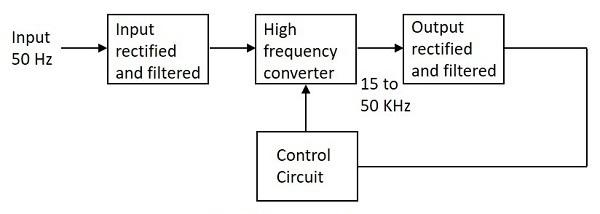 Input
50 Hz
Input
rectified
and filtered
High
frequency
converter
15 to
50 KHz
Output
rectified
and filtered
Control
Circuit